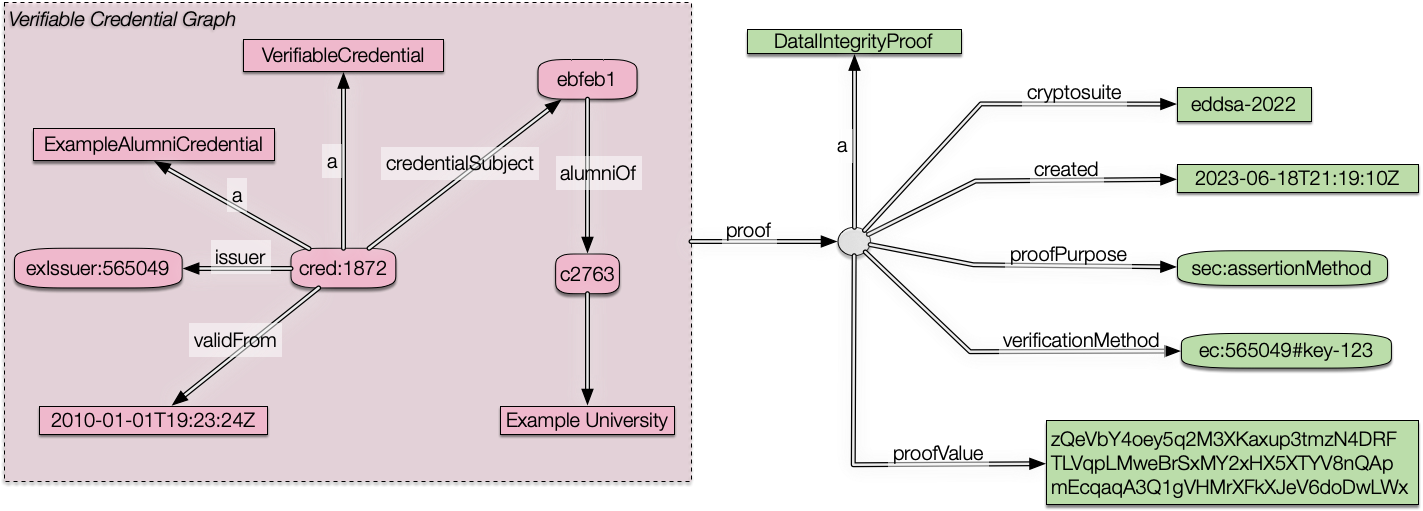 Verifiable Credential Graph
VerifiableCredential
ebfeb1
ExampleAlumniCredential
a
a
credentialSubject
alumniOf
exIssuer:565049
issuer
cred:1872
c2763
validFrom
2010-01-01T19:23:24Z
Example University
proof
DataIntegrityProof
a
cryptosuite
eddsa-2022
created
2023-06-18T21:19:10Z
proofPurpose
sec:assertionMethod
verificationMethod
ec:565049#key-123
proofValue
zQeVbY4oey5q2M3XKaxup3tmzN4DRF
TLVqpLMweBrSxMY2xHX5XTYV8nQAp
mEcqaqA3Q1gVHMrXFkXJeV6doDwLWx